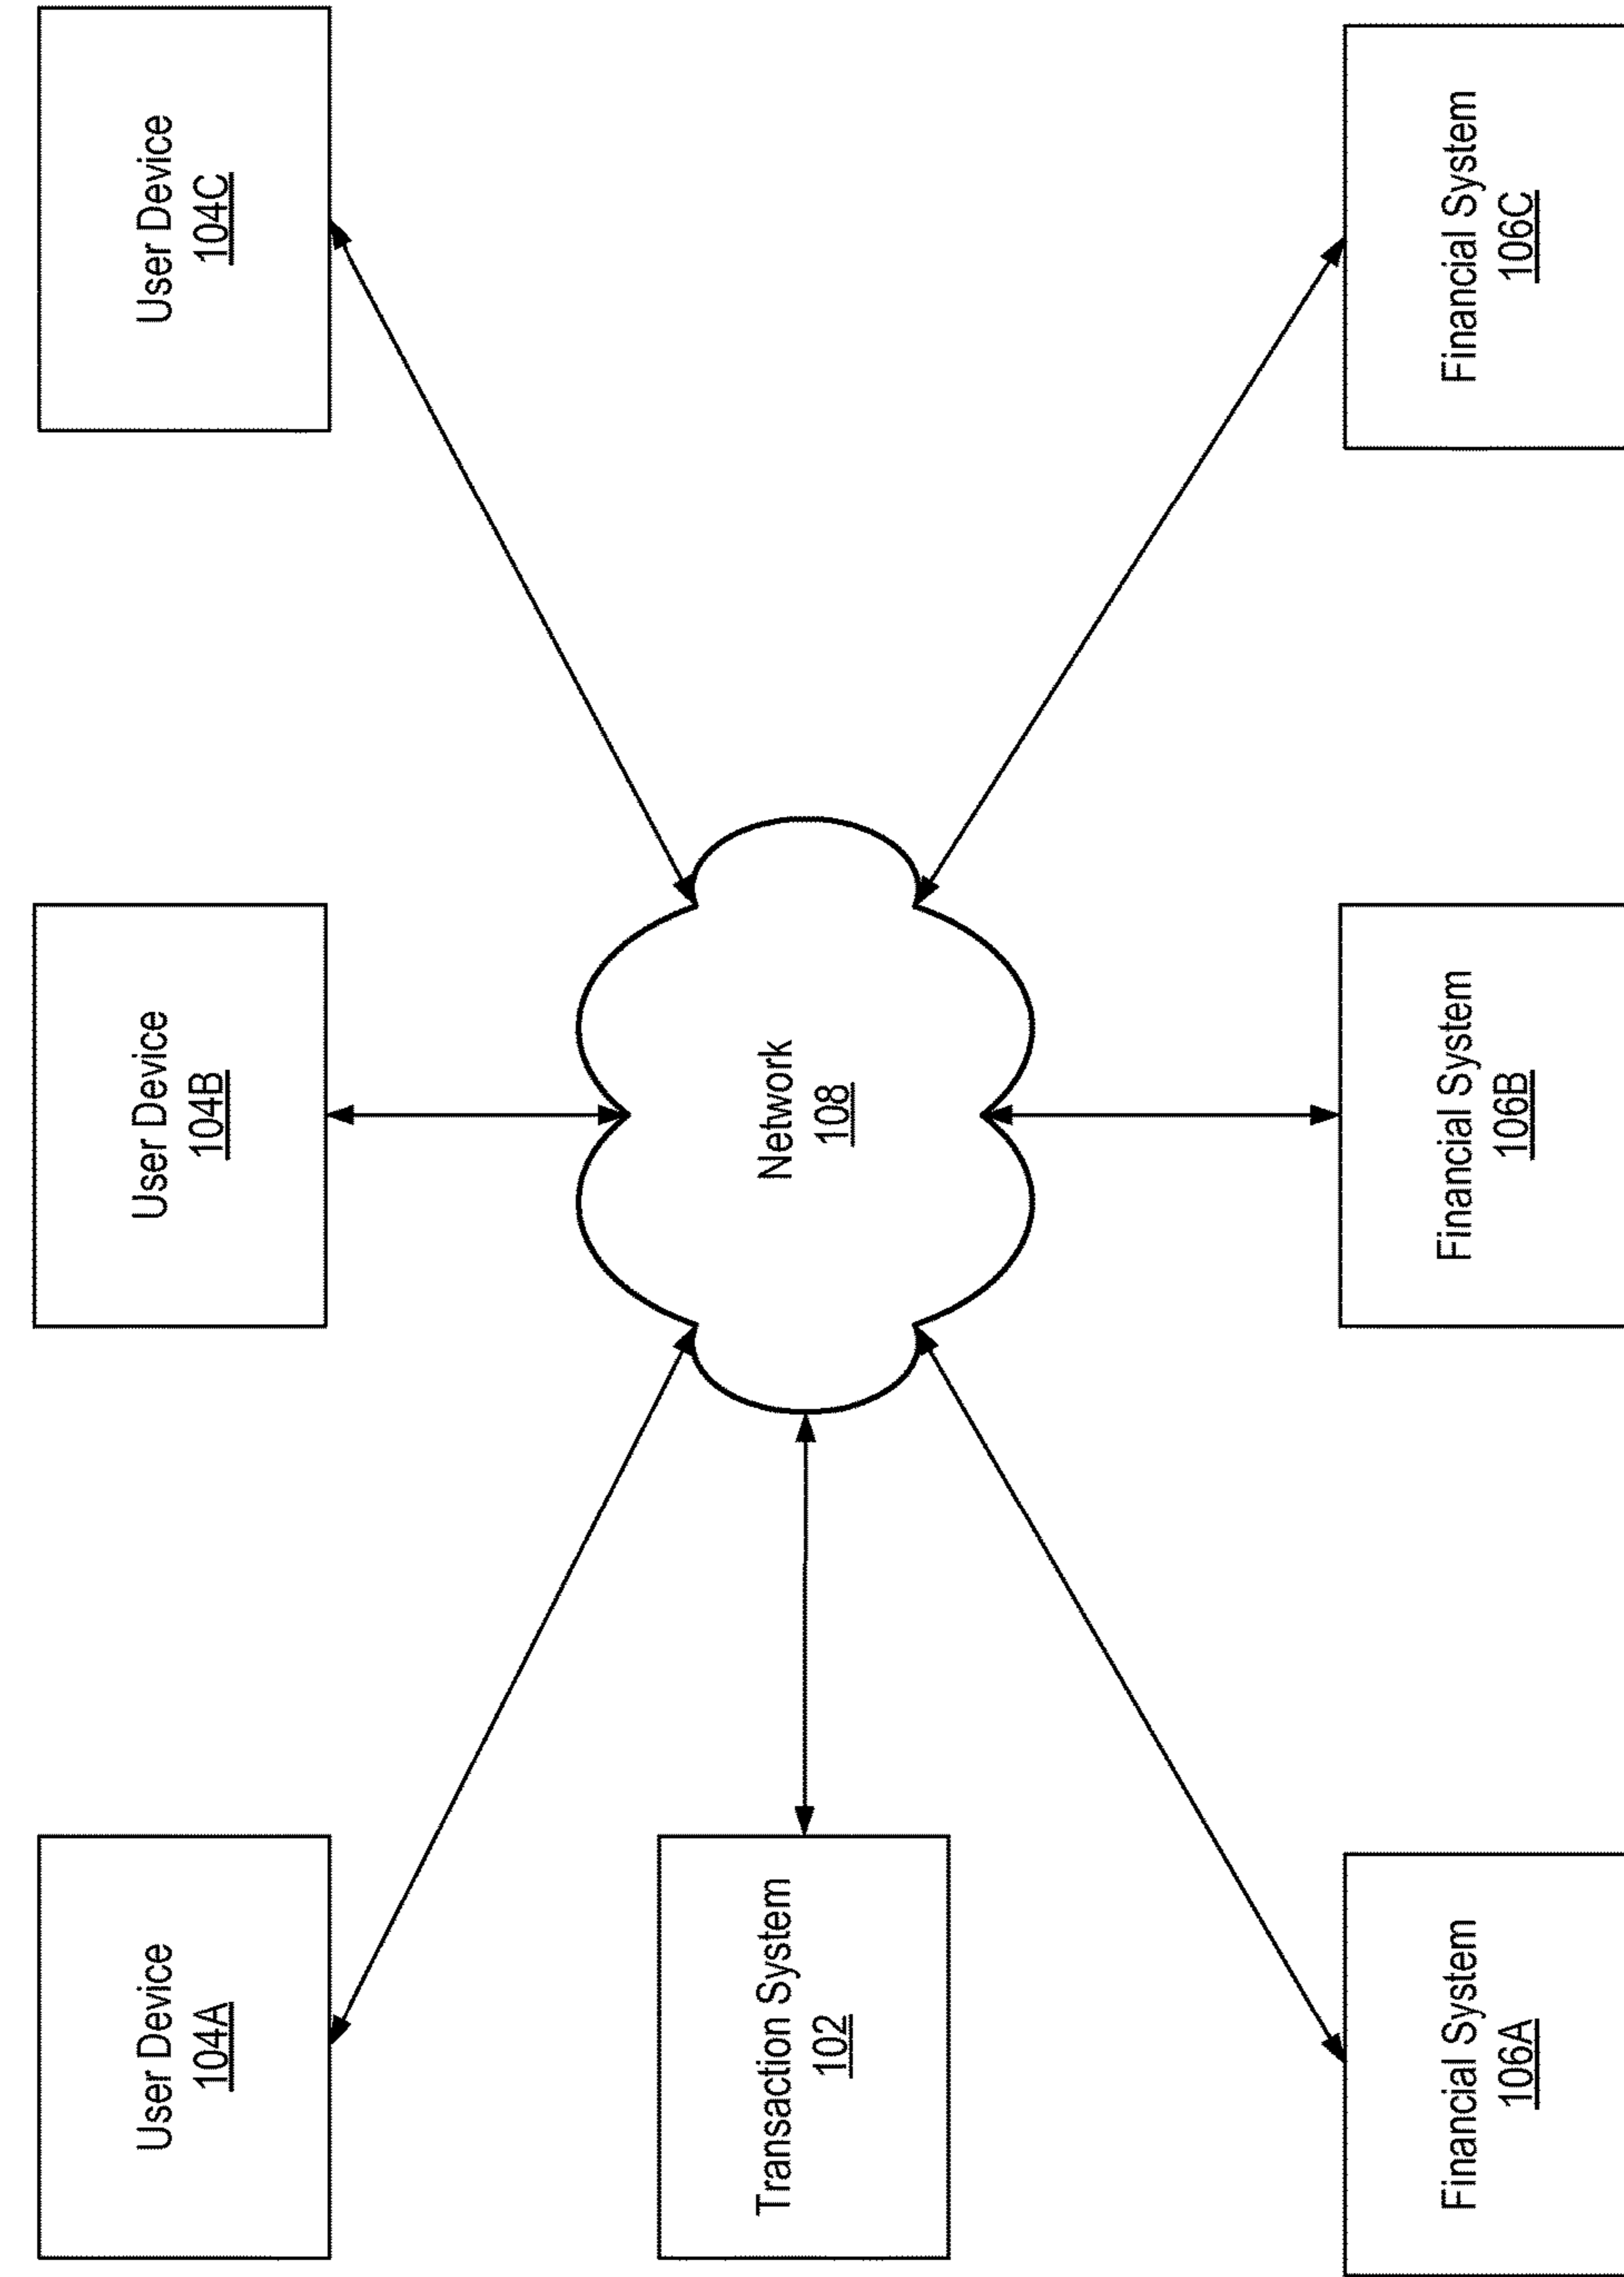 User Device
104A
User Device
104B
User Device
104C
Transaction System
102
Network
108
Financial System
106A
Financial System
106B
Financial System
106C